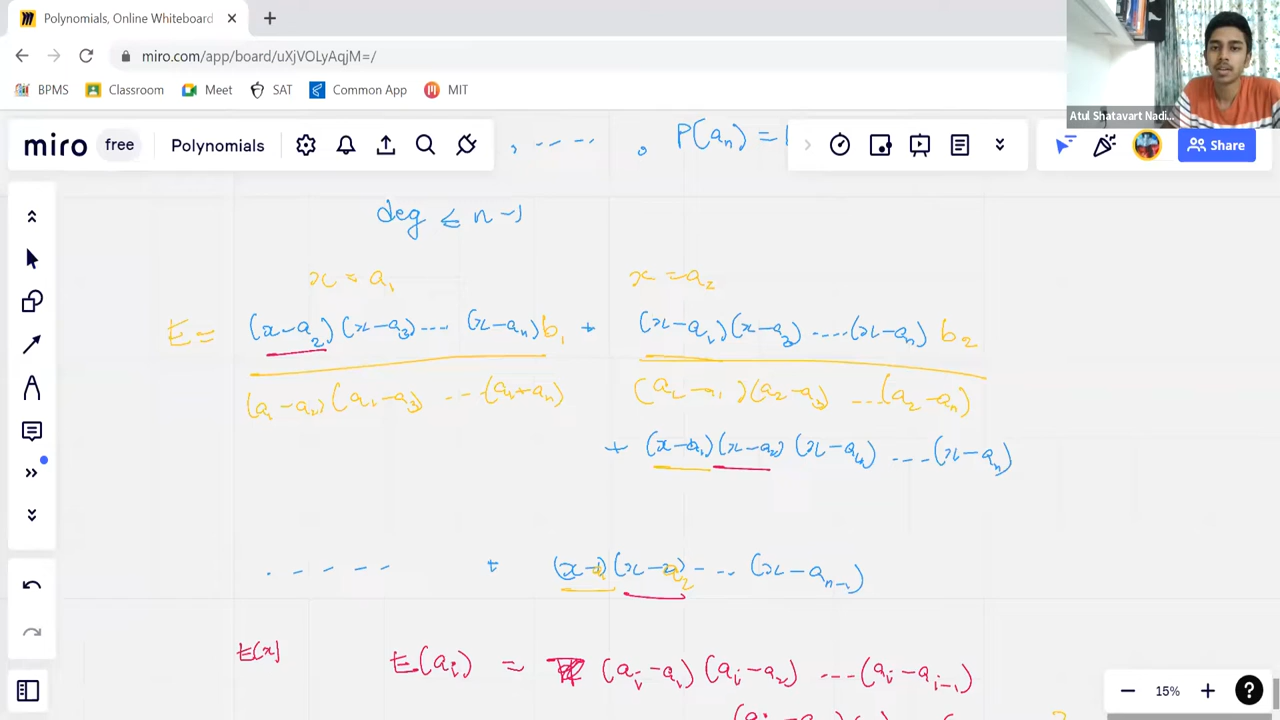 Polynomials, Online Whiteboard
miro.com/app/board/uXjVOLyAqjM=/
BPMS Classroom Meet SAT Common App MIT
Atul Shatavart Nadi...
miro free Polynomials
Share
, .... . P(aₙ) =
deg ≤ n-1
x = a₁ x = a₂
E = (x-a₂)(x-a₃)... (x-aₙ)b₁ + (x-a₁)(x-a₃)....(x-aₙ) b₂
(a₁-a₂)(a₁-a₃) ...(a₁-aₙ) (a₂-a₁)(a₂-a₃) ...(a₂-aₙ)
+ (x-a₁)(x-a₂)(x-a₄) ...(x-aₙ)
..... + (x-a₁)(x-a₂)- .. (x-aₙ₋₁)
E(x)
E(aᵢ) = (aᵢ-a₁)(aᵢ-a₂) ...(aᵢ-aᵢ₋₁)
15%